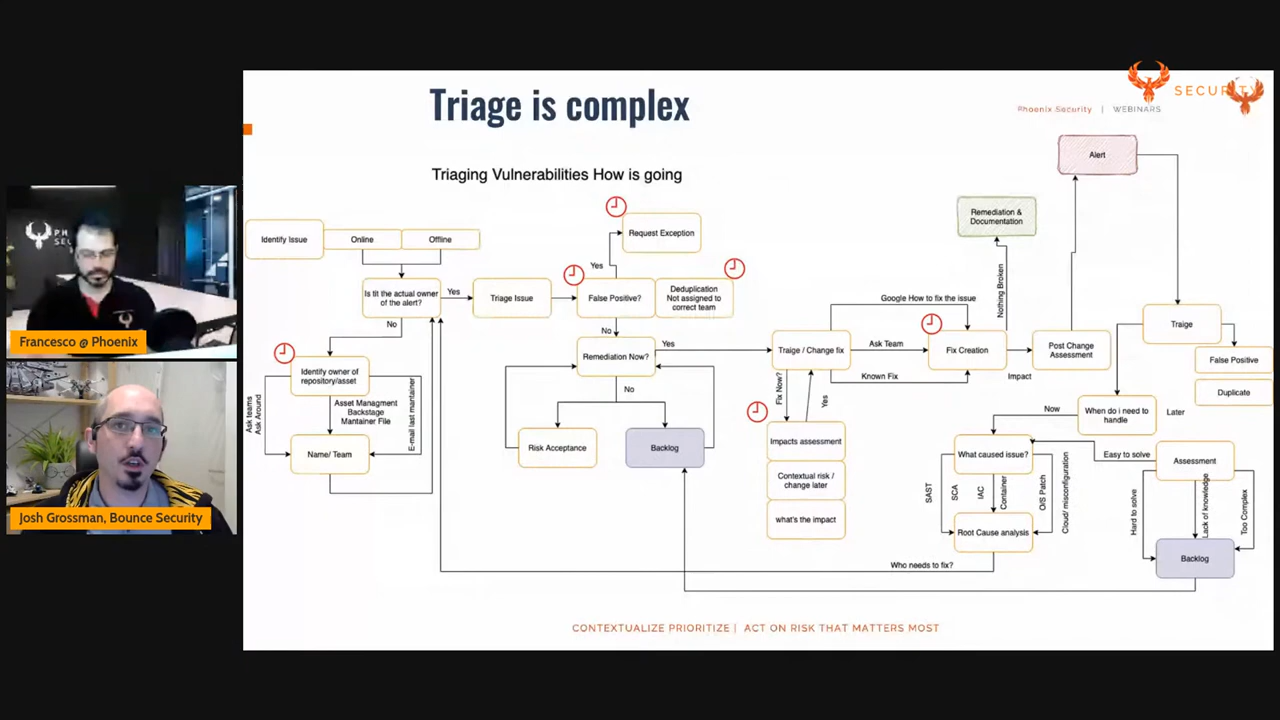 Triage is complex
SECURITY
Phoenix Security | WEBINARS
Triaging Vulnerabilities How is going
Identify Issue
Online
Offline
Is tit the actual owner
of the alert?
Yes
No
Triage Issue
Identify owner of
repository/asset
Ask teams
Ask Around
Asset Managment
Backstage
Mantainer File
E-mail last mantainer
Name/ Team
Request Exception
Yes
False Positive?
Deduplication
Not assigned to
correct team
No
Remediation Now?
Yes
No
Risk Acceptance
Backlog
Google How to fix the issue
Traige / Change fix
Ask Team
Known Fix
Fix Now?
Yes
Impacts assessment
Contextual risk /
change later
what's the impact
Remediation &
Documentation
Nothing Broken
Fix Creation
Impact
Post Change
Assessment
Alert
Traige
False Positive
Duplicate
When do i need to
handle
Now
Later
What caused issue?
Easy to solve
Assessment
SAST
SCA
IAC
Container
O/S Patch
Cloud/ misconfiguration
Root Cause analysis
Hard to solve
Lack of knowledge
Too Complex
Backlog
Who needs to fix?
CONTEXTUALIZE PRIORITIZE | ACT ON RISK THAT MATTERS MOST
Francesco @ Phoenix
Josh Grossman, Bounce Security